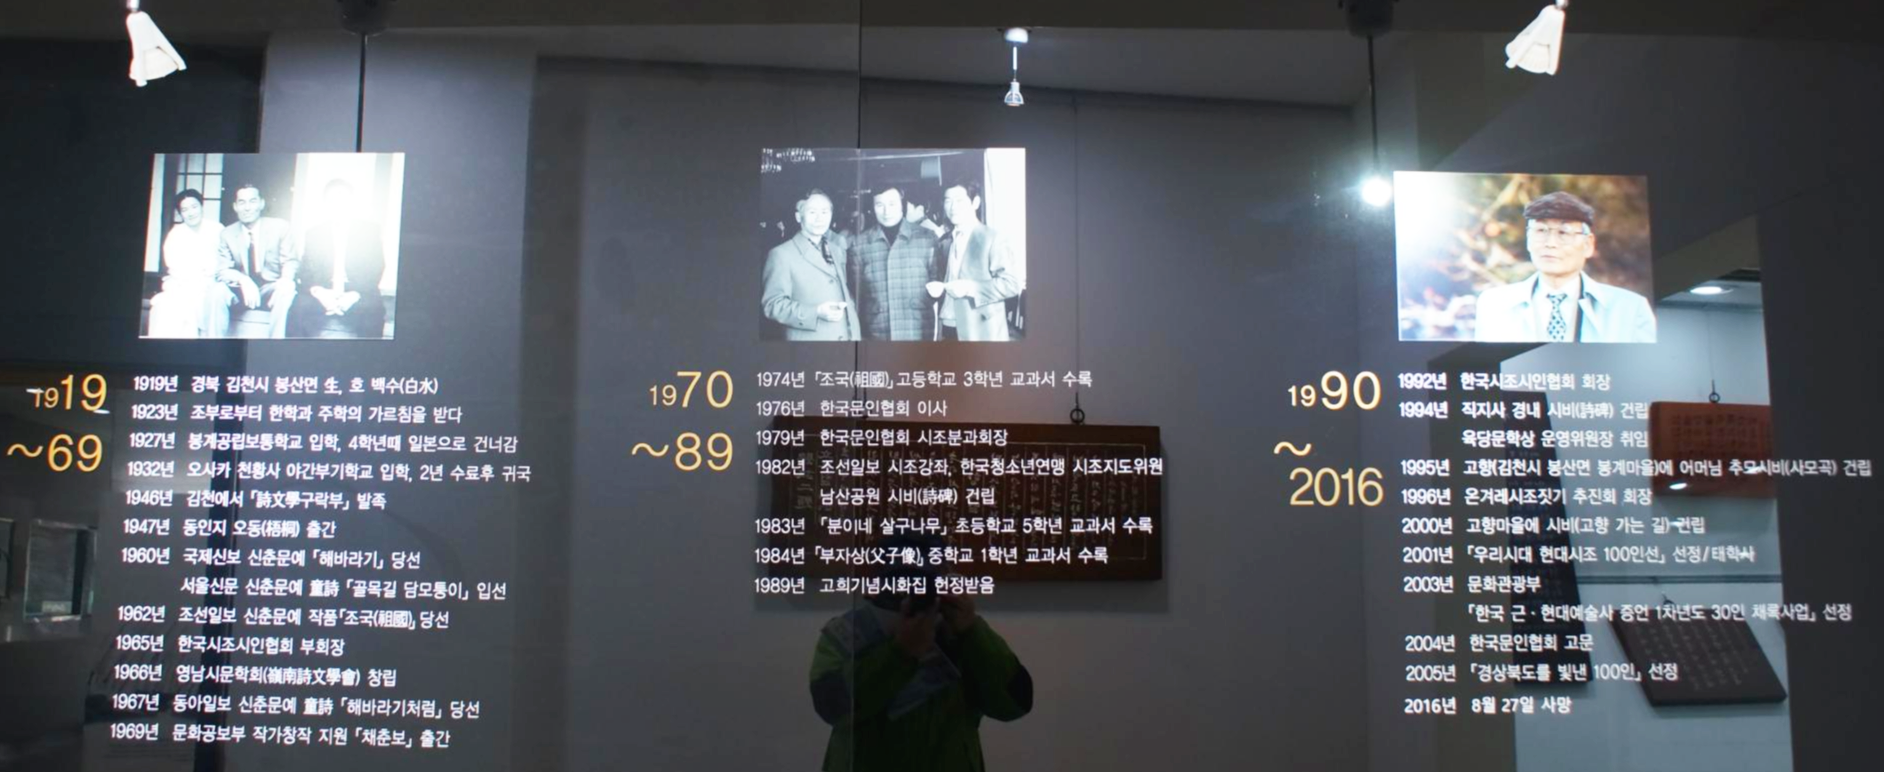 1919
~69
1919년 경북 김천시 봉산면 生, 호 백수(白水)
1923년 조부로부터 한학과 주학의 가르침을 받다
1927년 봉계공립보통학교 입학, 4학년때 일본으로 건너감
1932년 오사카 천황사 야간부기학교 입학, 2년 수료후 귀국
1946년 김천에서 「詩文學구락부」 발족
1947년 동인지 오동(梧桐) 출간
1960년 국제신보 신춘문예 「해바라기」 당선
서울신문 신춘문예 童詩 「골목길 담모퉁이」 입선
1962년 조선일보 신춘문예 작품 「조국(祖國)」 당선
1965년 한국시조시인협회 부회장
1966년 영남시문학회(嶺南詩文學會) 창립
1967년 동아일보 신춘문예 童詩 「해바라기처럼」 당선
1969년 문화공보부 작가창작 지원 「채춘보」 출간
1970
~89
1974년 「조국(祖國)」 고등학교 3학년 교과서 수록
1976년 한국문인협회 이사
1979년 한국문인협회 시조분과회장
1982년 조선일보 시조강좌, 한국청소년연맹 시조지도위원
남산공원 시비(詩碑) 건립
1983년 「분이네 살구나무」 초등학교 5학년 교과서 수록
1984년 「부자상(父子像)」 중학교 1학년 교과서 수록
1989년 고희기념시화집 헌정받음
1990
~
2016
1992년 한국시조시인협회 회장
1994년 직지사 경내 시비(詩碑) 건립
육당문학상 운영위원장 취임
1995년 고향(김천시 봉산면 봉계마을)에 어머님 추모시비(사모곡) 건립
1996년 온겨레시조짓기 추진회 회장
2000년 고향마을에 시비(고향 가는 길) 건립
2001년 「우리시대 현대시조 100인선」 선정/태학사
2003년 문화관광부
「한국 근·현대예술사 증언 1차년도 30인 채록사업」 선정
2004년 한국문인협회 고문
2005년 「경상북도를 빛낸 100인」 선정
2016년 8월 27일 사망